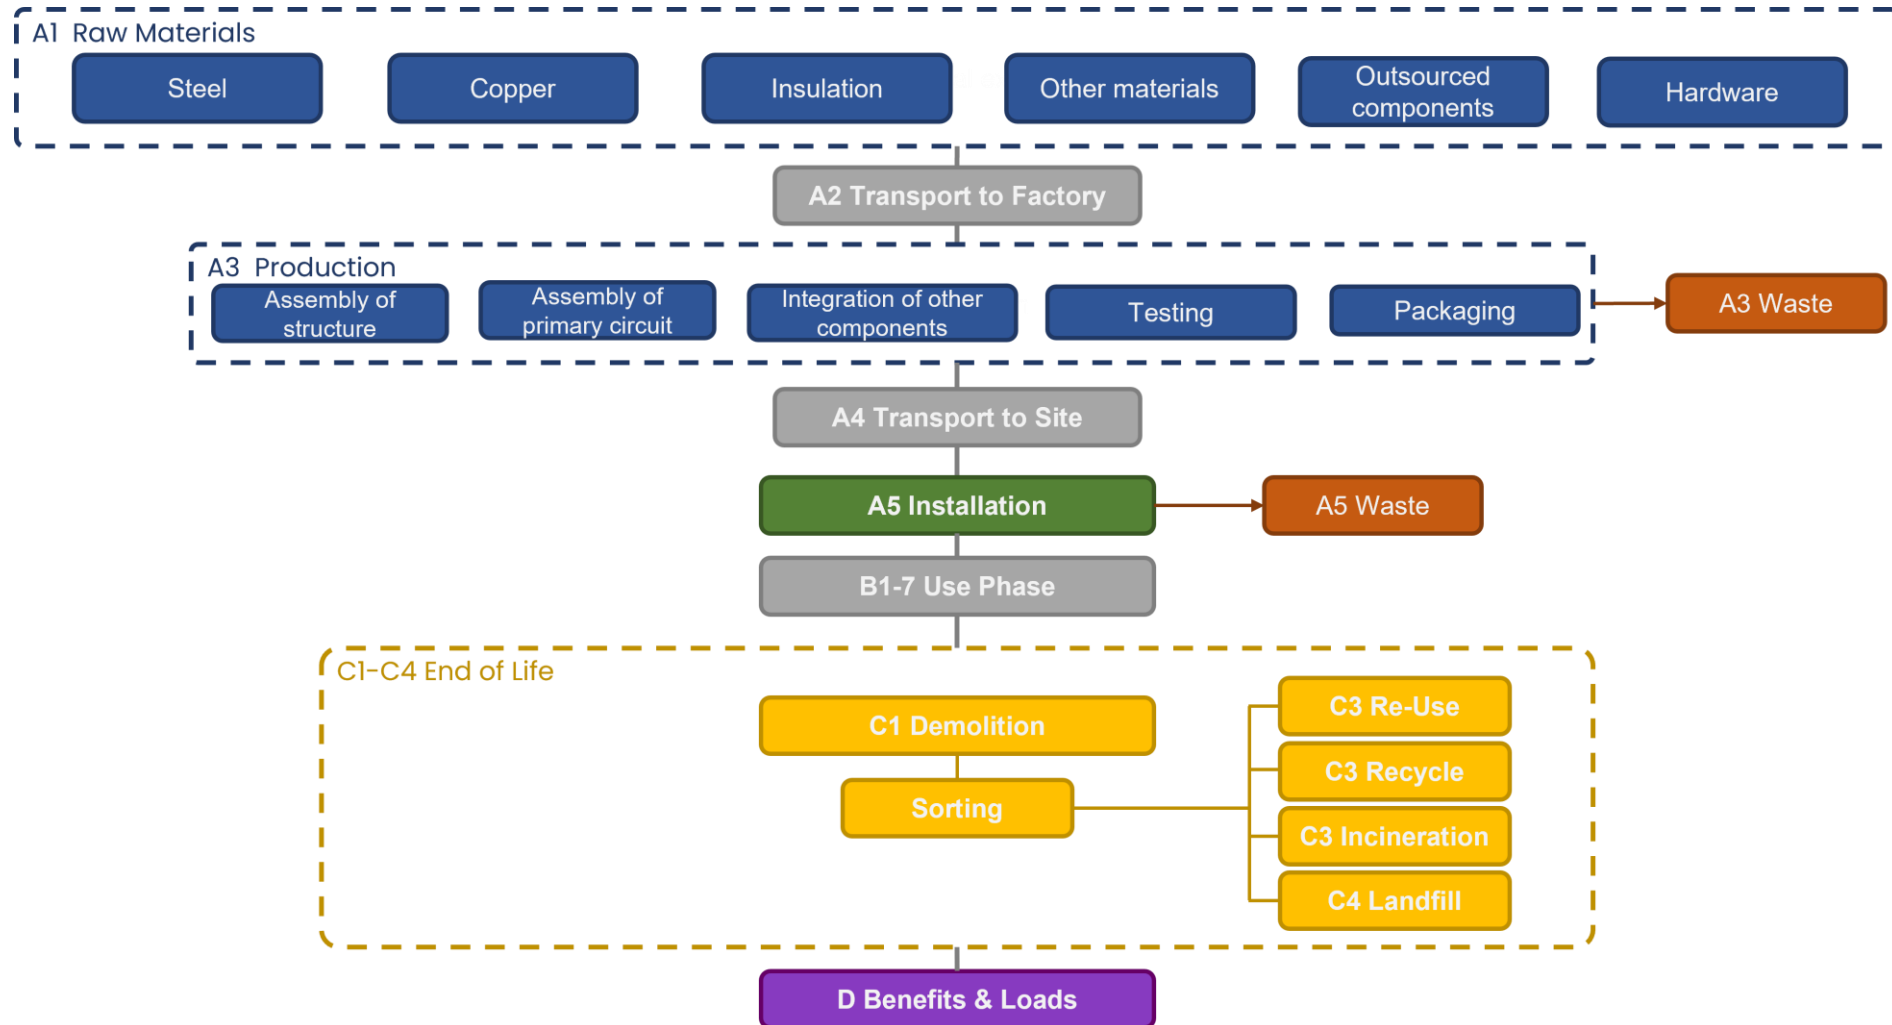 A1 Raw Materials
Steel
Copper
Insulation
Other materials
Outsourced
components
Hardware
A2 Transport to Factory
A3 Production
Assembly of
structure
Assembly of
primary circuit
Integration of other
components
Testing
Packaging
A3 Waste
A4 Transport to Site
A5 Installation
A5 Waste
B1-7 Use Phase
C1-C4 End of Life
C1 Demolition
Sorting
C3 Re-Use
C3 Recycle
C3 Incineration
C4 Landfill
D Benefits & Loads